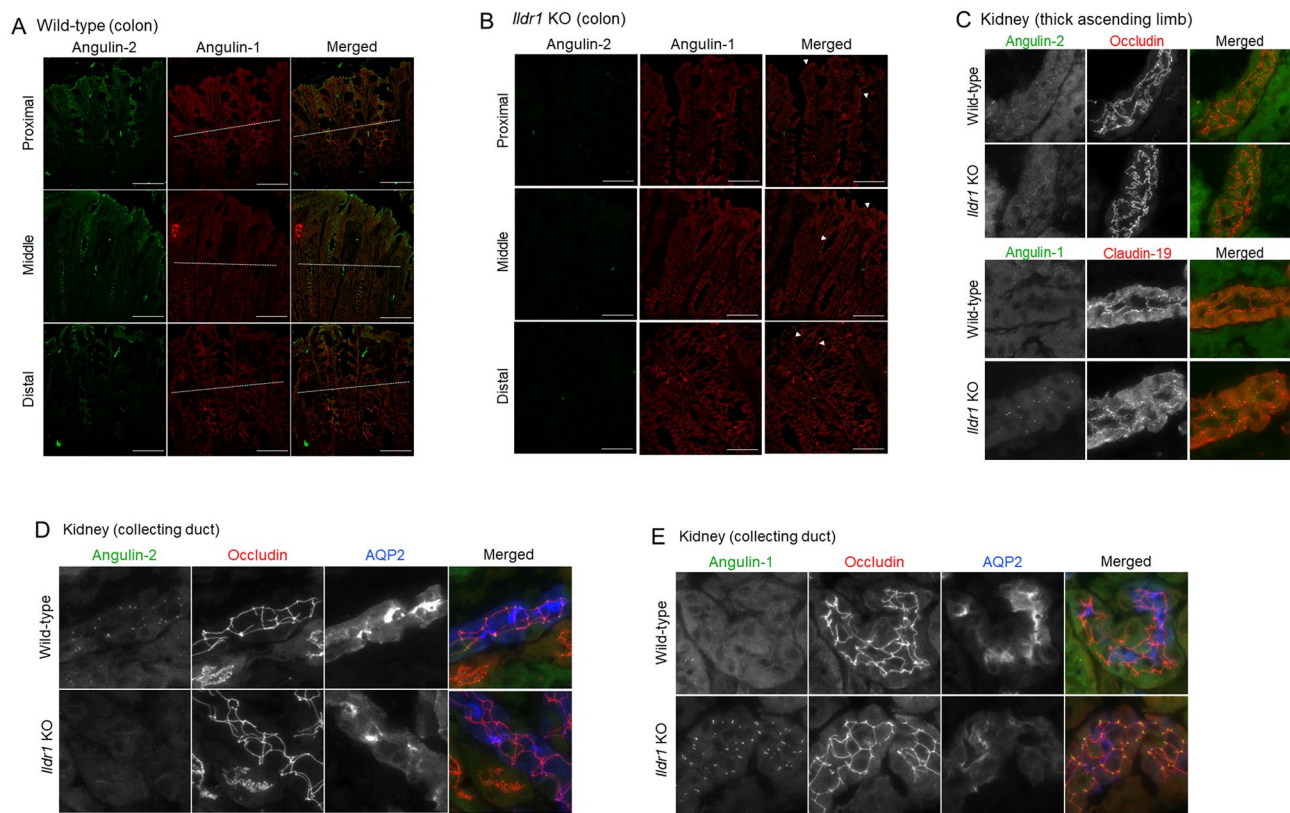 A Wild-type (colon)
Angulin-2 Angulin-1 Merged
Proximal
Middle
Distal
B Ildr1 KO (colon)
Angulin-2 Angulin-1 Merged
Proximal
Middle
Distal
C Kidney (thick ascending limb)
Angulin-2 Occludin Merged
Wild-type
Ildr1 KO
Angulin-1 Claudin-19 Merged
Wild-type
Ildr1 KO
D Kidney (collecting duct)
Angulin-2 Occludin AQP2 Merged
Wild-type
Ildr1 KO
E Kidney (collecting duct)
Angulin-1 Occludin AQP2 Merged
Wild-type
Ildr1 KO